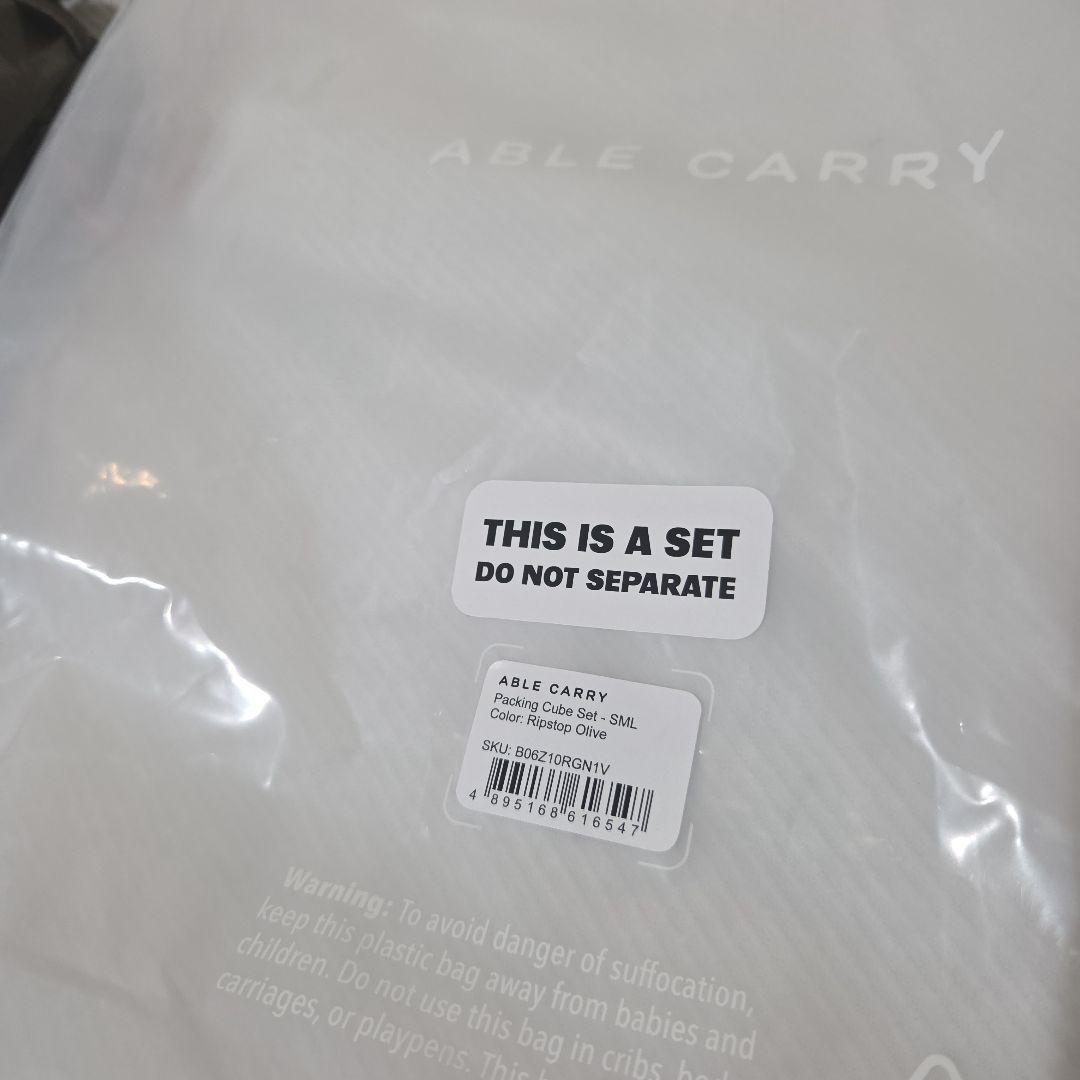 ABLE CARRY
THIS IS A SET
DO NOT SEPARATE
ABLE CARRY
Packing Cube Set - SML
Color: Ripstop Olive
SKU: B06Z10RGN1V
4 895168 616547
Warning: To avoid danger of suffocation,
keep this plastic bag away from babies and
children. Do not use this bag in cribs,
carriages, or playpens. This